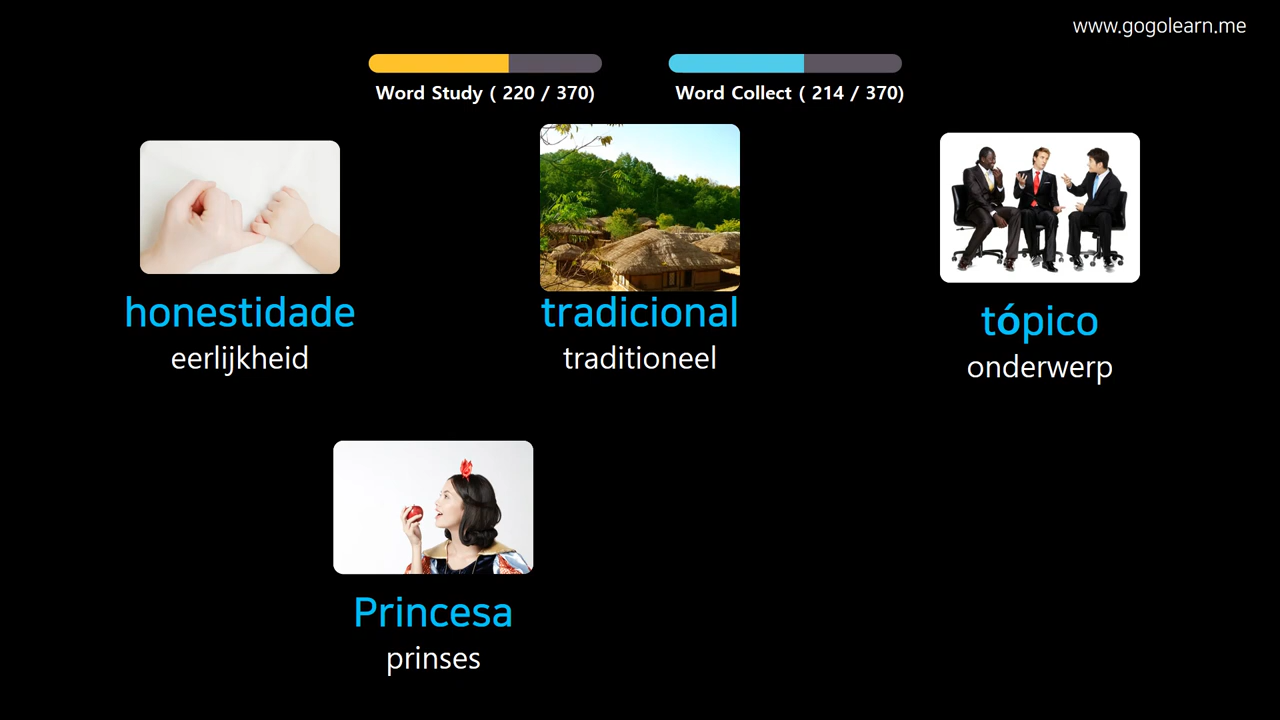 www.gogolearn.me
Word Study ( 220 / 370)
Word Collect ( 214 / 370)
honestidade
eerlijkheid
tradicional
traditioneel
tópico
onderwerp
Princesa
prinses